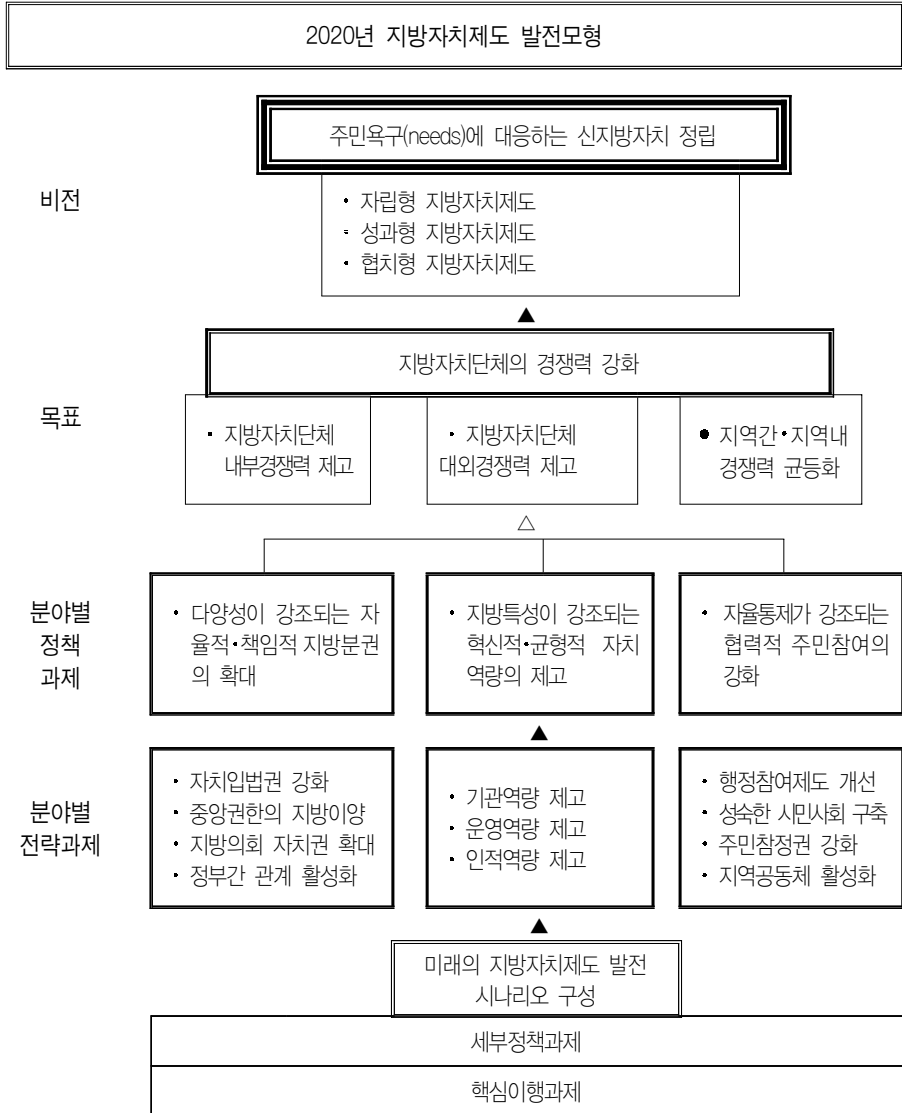 2020년 지방자치제도 발전모형
주민욕구(needs)에 대응하는 신지방자치 정립
비전
• 자립형 지방자치제도
• 성과형 지방자치제도
• 협치형 지방자치제도
▲
지방자치단체의 경쟁력 강화
목표
• 지방자치단체
내부경쟁력 제고
• 지방자치단체
대외경쟁력 제고
● 지역간•지역내
경쟁력 균등화
△
분야별
정책
과제
• 다양성이 강조되는 자
율적•책임적 지방분권
의 확대
• 지방특성이 강조되는
혁신적•균형적 자치
역량의 제고
• 자율통제가 강조되는
협력적 주민참여의
강화
▲
분야별
전략과제
• 자치입법권 강화
• 중앙권한의 지방이양
• 지방의회 자치권 확대
• 정부간 관계 활성화
• 기관역량 제고
• 운영역량 제고
• 인적역량 제고
• 행정참여제도 개선
• 성숙한 시민사회 구축
• 주민참정권 강화
• 지역공동체 활성화
▲
미래의 지방자치제도 발전
시나리오 구성
세부정책과제
핵심이행과제